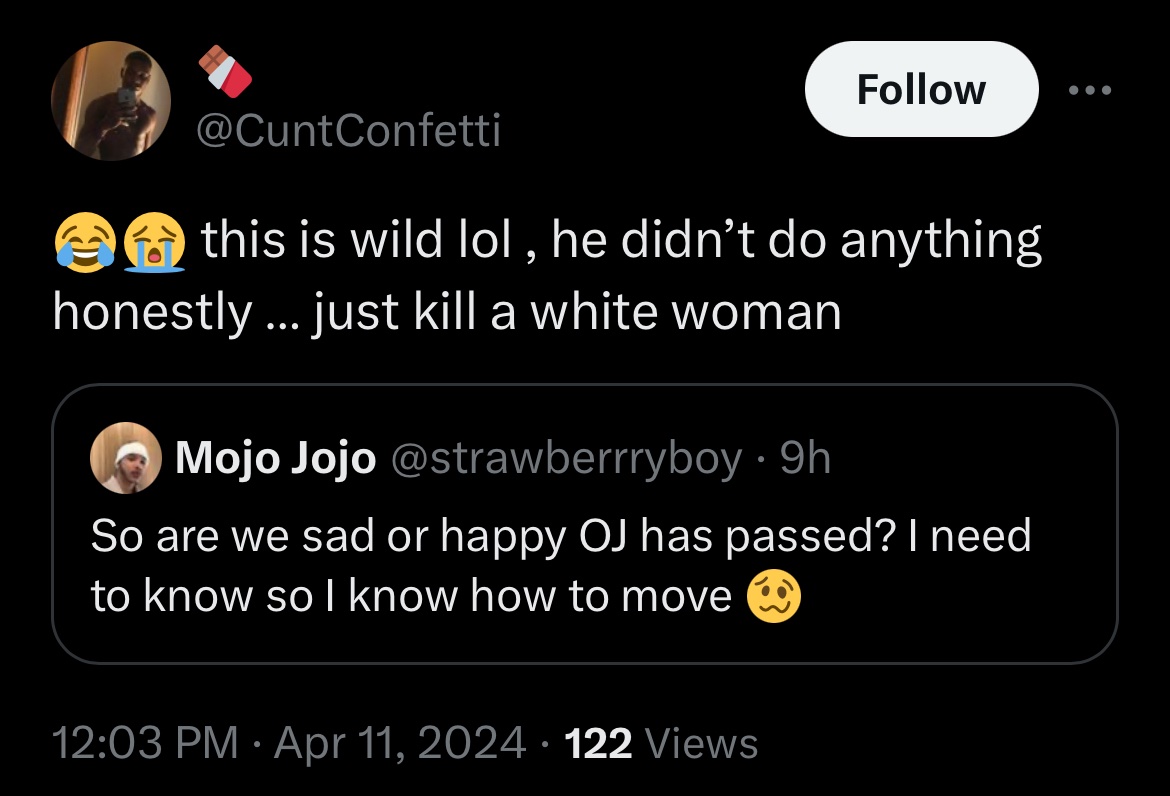 🍫
Follow
@CuntConfetti
😂😭 this is wild lol , he didn’t do anything
honestly ... just kill a white woman
Mojo Jojo @strawberrryboy · 9h
So are we sad or happy OJ has passed? I need
to know so I know how to move 🥴
12:03 PM · Apr 11, 2024 · 122 Views